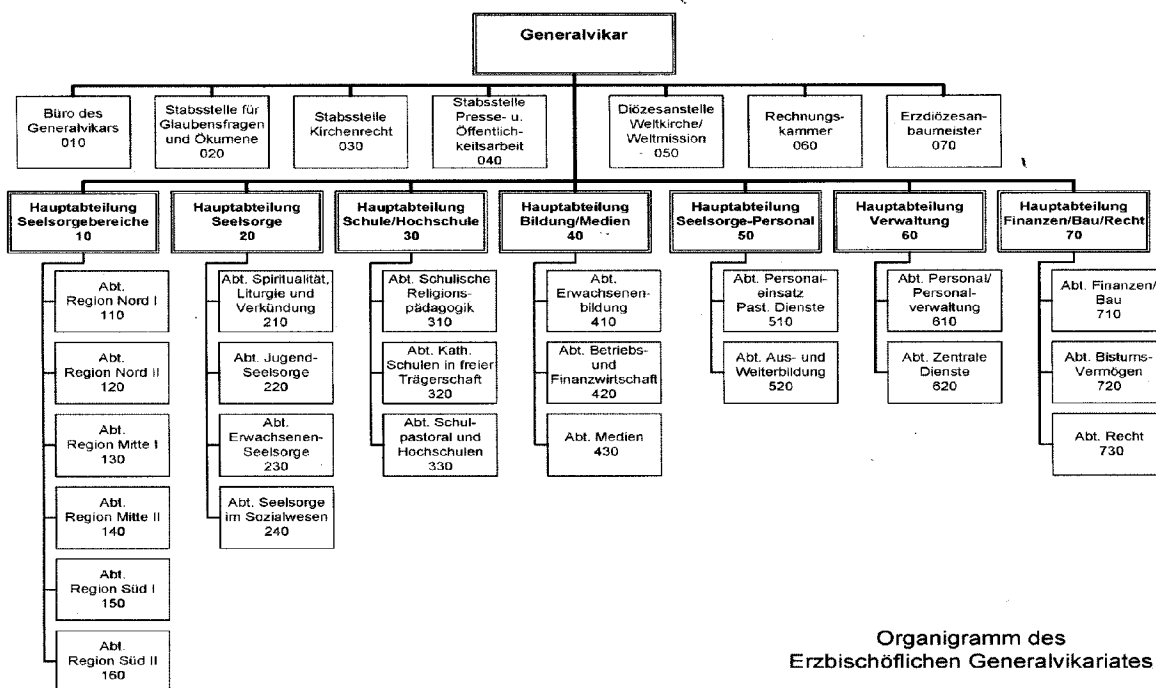 Generalvikar
Büro des
Generalvikars
010
Stabsstelle für
Glaubensfragen
und Ökumene
020
Stabsstelle
Kirchenrecht
030
Stabsstelle
Presse- u.
Öffentlich-
keitsarbeit
040
Diözesanstelle
Weltkirche/
Weltmission
050
Rechnungs-
kammer
060
Erzdiözesan-
baumeister
070
Hauptabteilung
Seelsorgebereiche
10
Abt.
Region Nord I
110
Abt.
Region Nord II
120
Abt.
Region Mitte I
130
Abt.
Region Mitte II
140
Abt.
Region Süd I
150
Abt.
Region Süd II
160
Hauptabteilung
Seelsorge
20
Abt. Spiritualität,
Liturgie und
Verkündung
210
Abt. Jugend-
Seelsorge
220
Abt.
Erwachsenen-
Seelsorge
230
Abt. Seelsorge
im Sozialwesen
240
Hauptabteilung
Schule/Hochschule
30
Abt. Schulische
Religions-
pädagogik
310
Abt. Kath.
Schulen in freier
Trägerschaft
320
Abt. Schul-
pastoral und
Hochschulen
330
Hauptabteilung
Bildung/Medien
40
Abt.
Erwachsenen-
bildung
410
Abt. Betriebs-
und
Finanzwirtschaft
420
Abt. Medien
430
Hauptabteilung
Seelsorge-Personal
50
Abt. Personal-
einsatz
Past. Dienste
510
Abt. Aus- und
Weiterbildung
520
Hauptabteilung
Verwaltung
60
Abt. Personal/
Personal-
verwaltung
610
Abt. Zentrale
Dienste
620
Hauptabteilung
Finanzen/Bau/Recht
70
Abt. Finanzen/
Bau
710
Abt. Bistums-
Vermögen
720
Abt. Recht
730
Organigramm des
Erzbischöflichen Generalvikariates